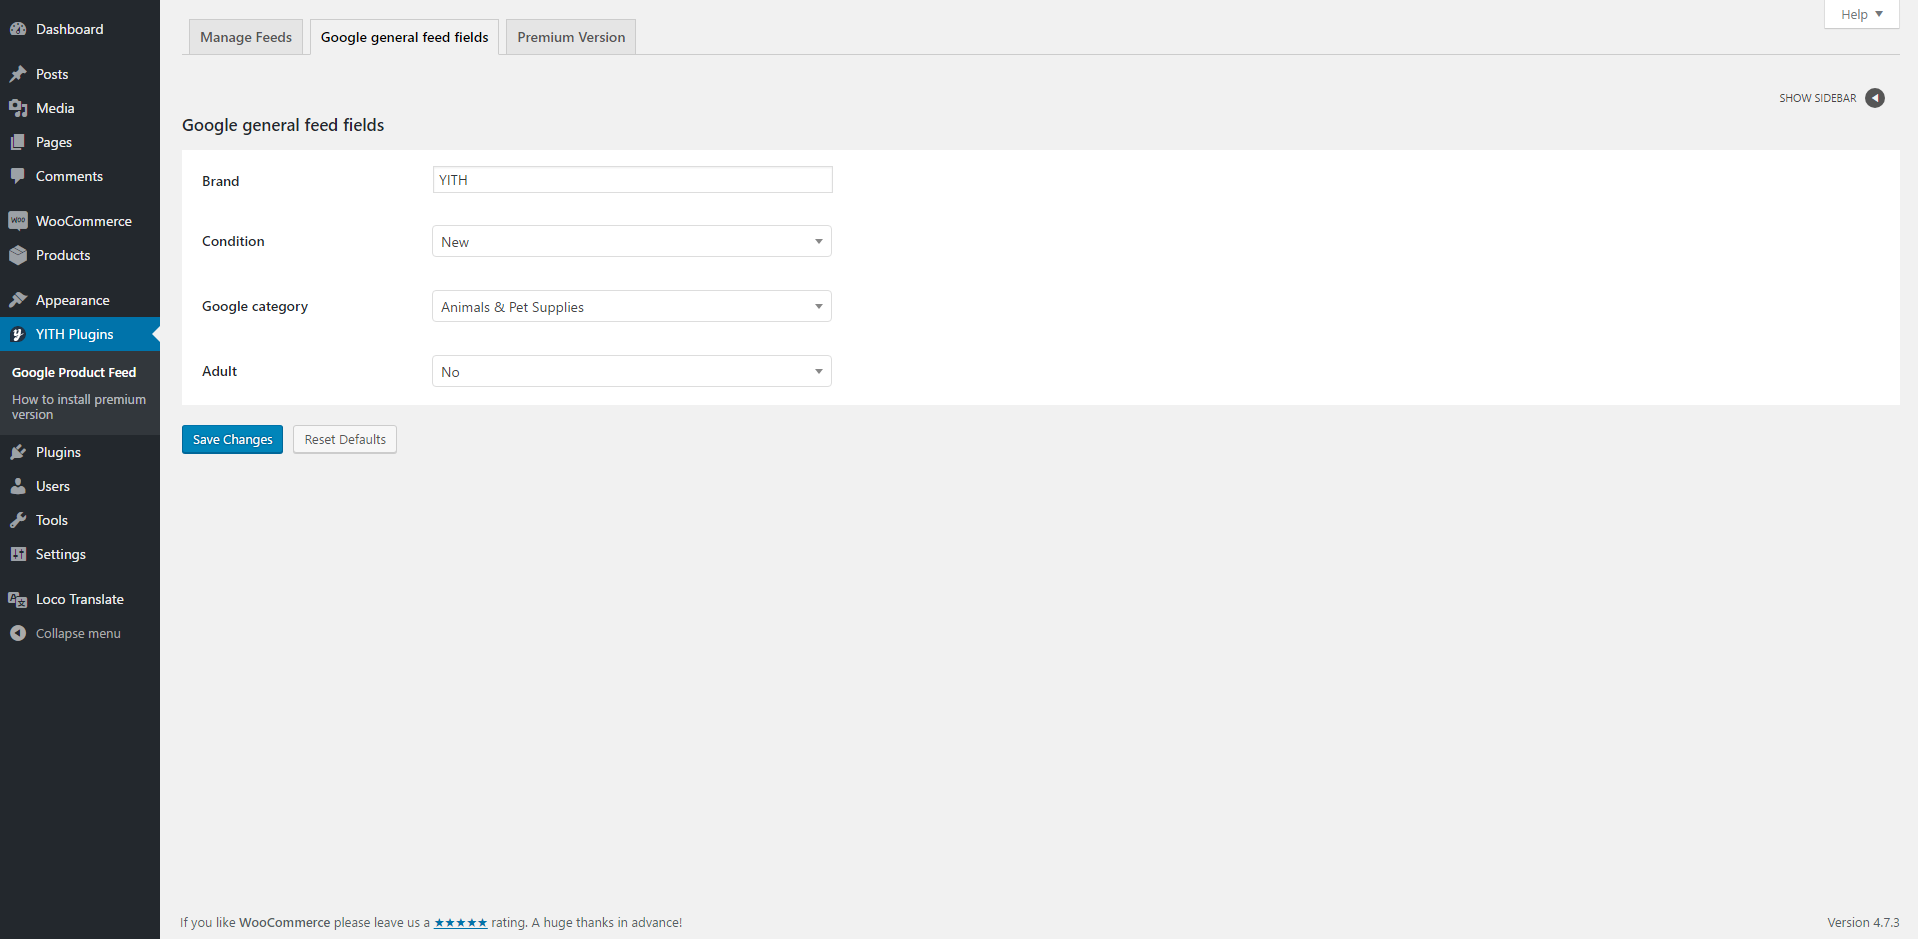 Dashboard
Posts
Media
Pages
Comments
WOO
WooCommerce
Products
Appearance
YITH Plugins
Google Product Feed
How to install premium
version
Plugins
Users
Tools
Settings
Loco Translate
Collapse menu
Manage Feeds
Google general feed fields
Premium Version
Help
SHOW SIDEBAR
Google general feed fields
Brand
YITH
Condition
New
Google category
Animals & Pet Supplies
Adult
No
Save Changes
Reset Defaults
If you like WooCommerce please leave us a ★★★★★ rating. A huge thanks in advance!
Version 4.7.3